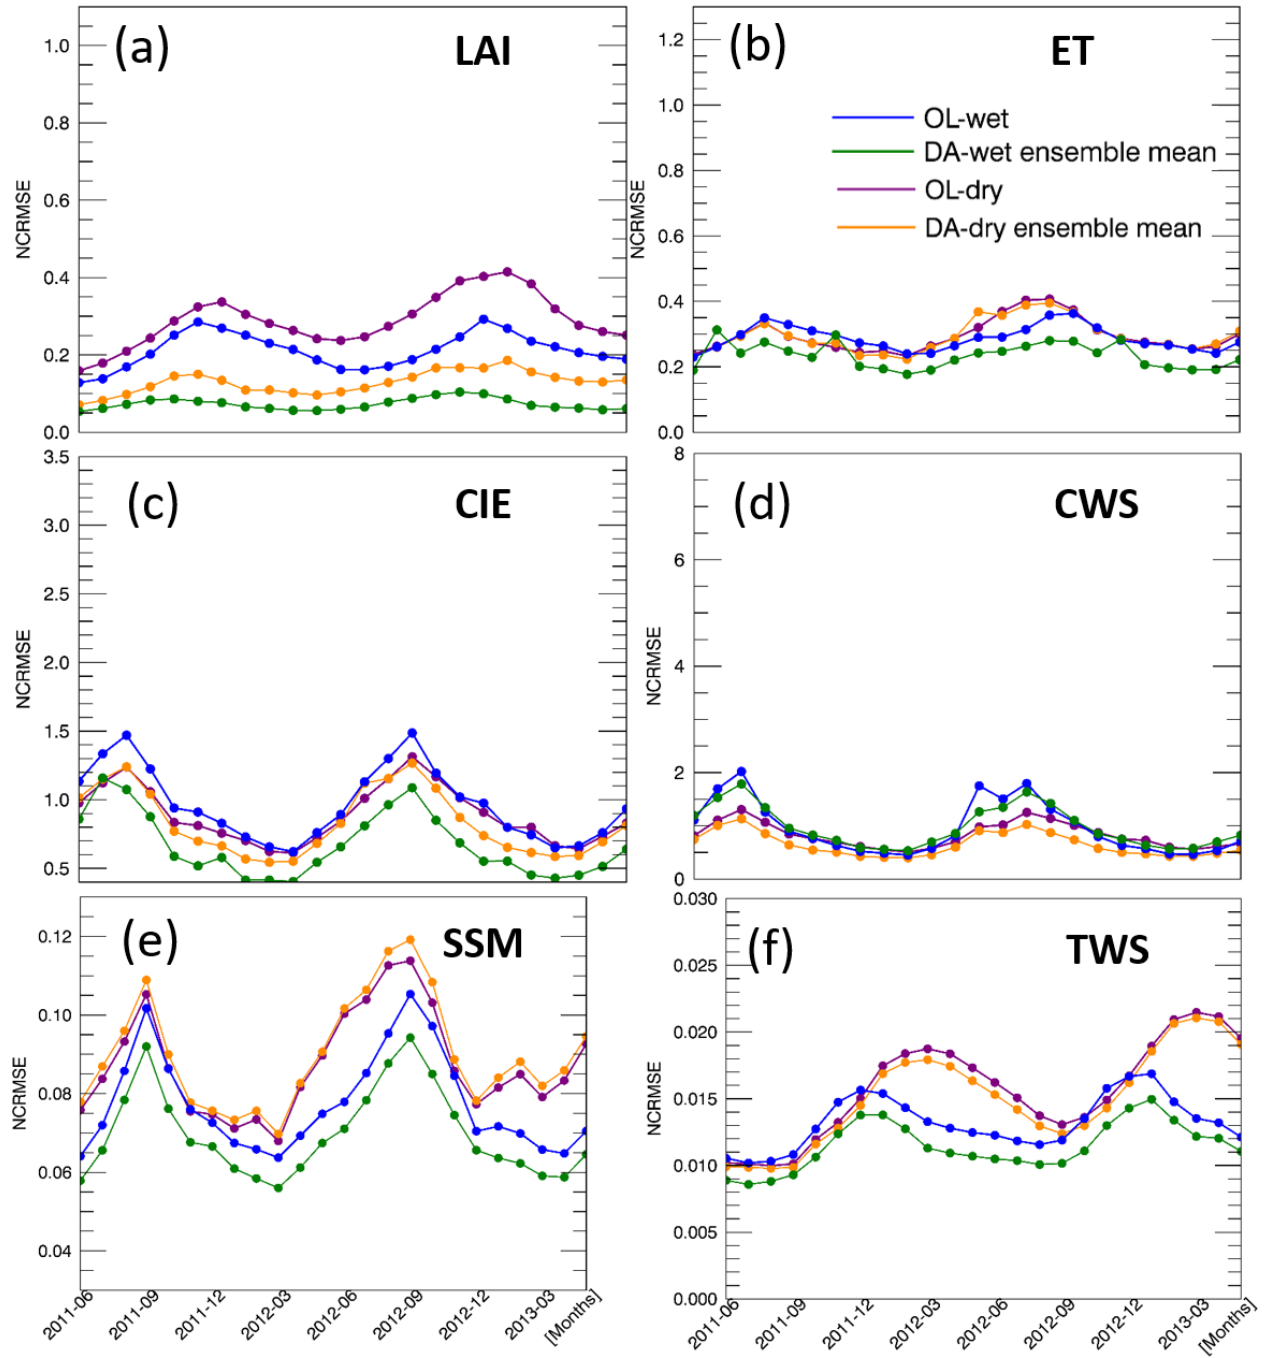 (a) LAI
1.0
0.8
0.6
0.4
0.2
0.0
NCRMSE
(b) ET
1.2
1.0
0.8
0.6
0.4
0.2
0.0
NCRMSE
OL-wet
DA-wet ensemble mean
OL-dry
DA-dry ensemble mean
(c) CIE
3.5
3.0
2.5
2.0
1.5
1.0
0.5
NCRMSE
(d) CWS
8
6
4
2
0
NCRMSE
(e) SSM
0.12
0.10
0.08
0.06
0.04
NCRMSE
2011-06 2011-09 2011-12 2012-03 2012-06 2012-09 2012-12 2013-03 [Months]
(f) TWS
0.030
0.025
0.020
0.015
0.010
0.005
0.000
NCRMSE
2011-06 2011-09 2011-12 2012-03 2012-06 2012-09 2012-12 2013-03 [Months]